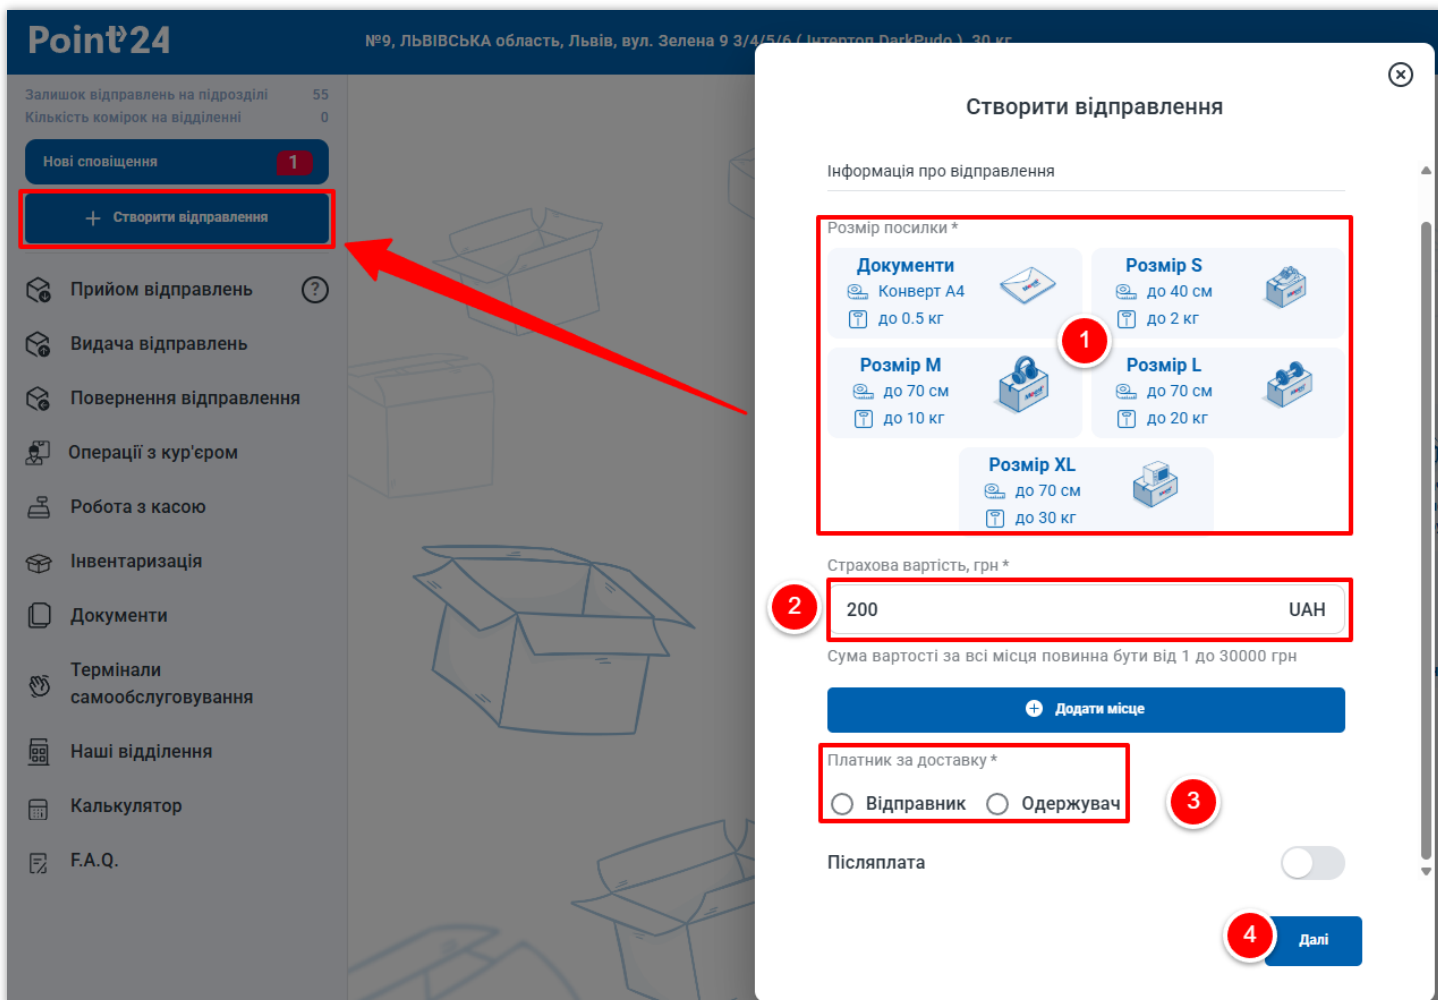 Point24
№9, ЛЬВІВСЬКА область, Львів, вул. Зелена 9 3/4/5/6 ( Інтертоп DarkPudo ), 30 кг
Залишок відправлень на підрозділі 55
Кількість комірок на відділенні 0
Нові сповіщення 1
+ Створити відправлення
Прийом відправлень ?
Видача відправлень
Повернення відправлення
Операції з кур'єром
Робота з касою
Інвентаризація
Документи
Термінали
самообслуговування
Наші відділення
Калькулятор
F.A.Q.
Створити відправлення
Інформація про відправлення
Розмір посилки *
Документи
Конверт А4
до 0.5 кг
Розмір S
до 40 см
до 2 кг
1
Розмір M
до 70 см
до 10 кг
Розмір L
до 70 см
до 20 кг
Розмір XL
до 70 см
до 30 кг
Страхова вартість, грн *
2
200 UAH
Сума вартості за всі місця повинна бути від 1 до 30000 грн
Додати місце
Платник за доставку *
Відправник Одержувач
3
Післяплата
4
Далі